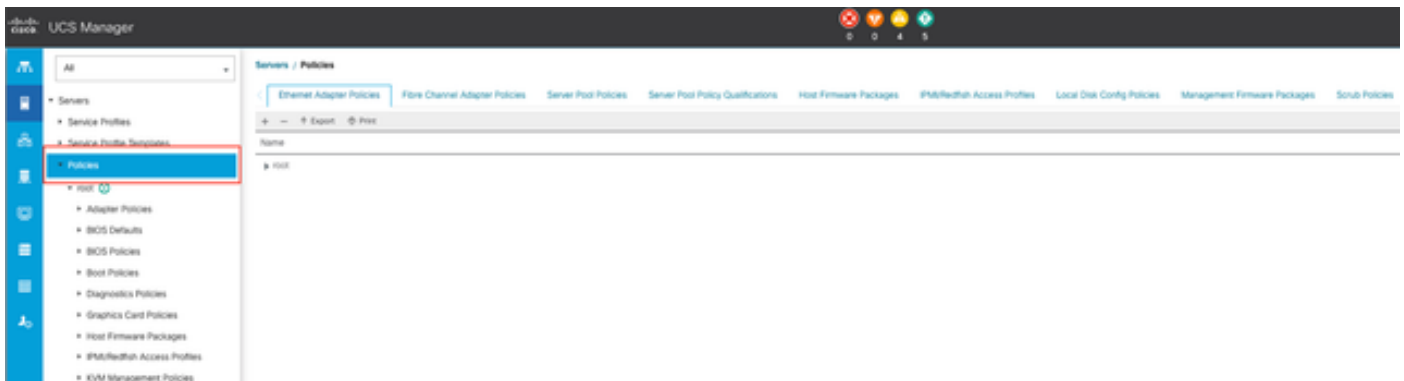 cisco UCS Manager
0 0 4 5
All
Servers
Service Profiles
Service Profile Templates
Policies
root
Adapter Policies
BIOS Defaults
BIOS Policies
Boot Policies
Diagnostics Policies
Graphics Card Policies
Host Firmware Packages
IPMI/Redfish Access Profiles
KVM Management Policies
Servers / Policies
Ethernet Adapter Policies Fibre Channel Adapter Policies Server Pool Policies Server Pool Policy Qualifications Host Firmware Packages IPMI/Redfish Access Profiles Local Disk Config Policies Management Firmware Packages Scrub Policies
+ − Export Print
Name
root